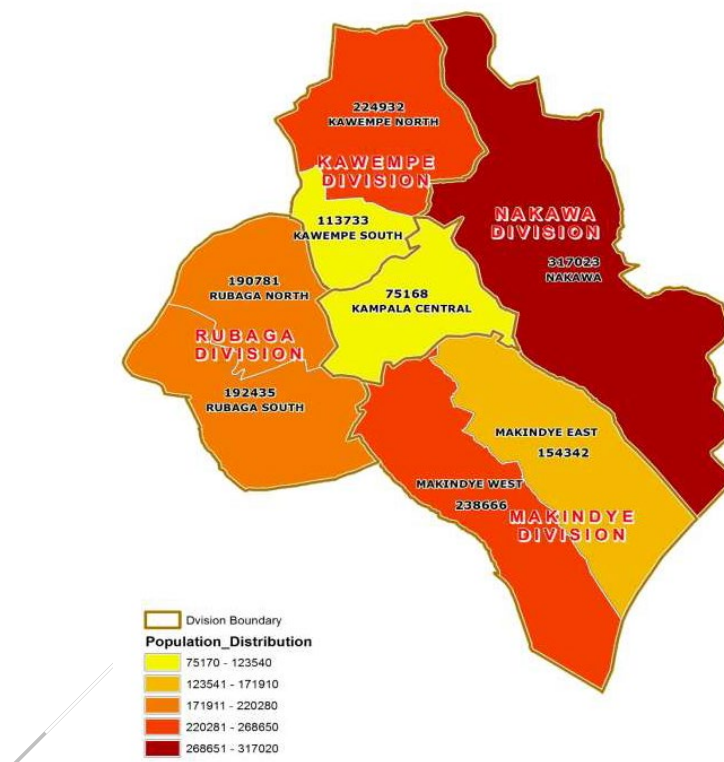 224932
KAWEMPE NORTH
KAWEMPE
DIVISION
113733
KAWEMPE SOUTH
NAKAWA
DIVISION
317023
NAKAWA
190781
RUBAGA NORTH
75168
KAMPALA CENTRAL
RUBAGA
DIVISION
192435
RUBAGA SOUTH
MAKINDYE EAST
154342
MAKINDYE WEST
238666
MAKINDYE
DIVISION
Dvision Boundary
Population_Distribution
75170 - 123540
123541 - 171910
171911 - 220280
220281 - 268650
268651 - 317020